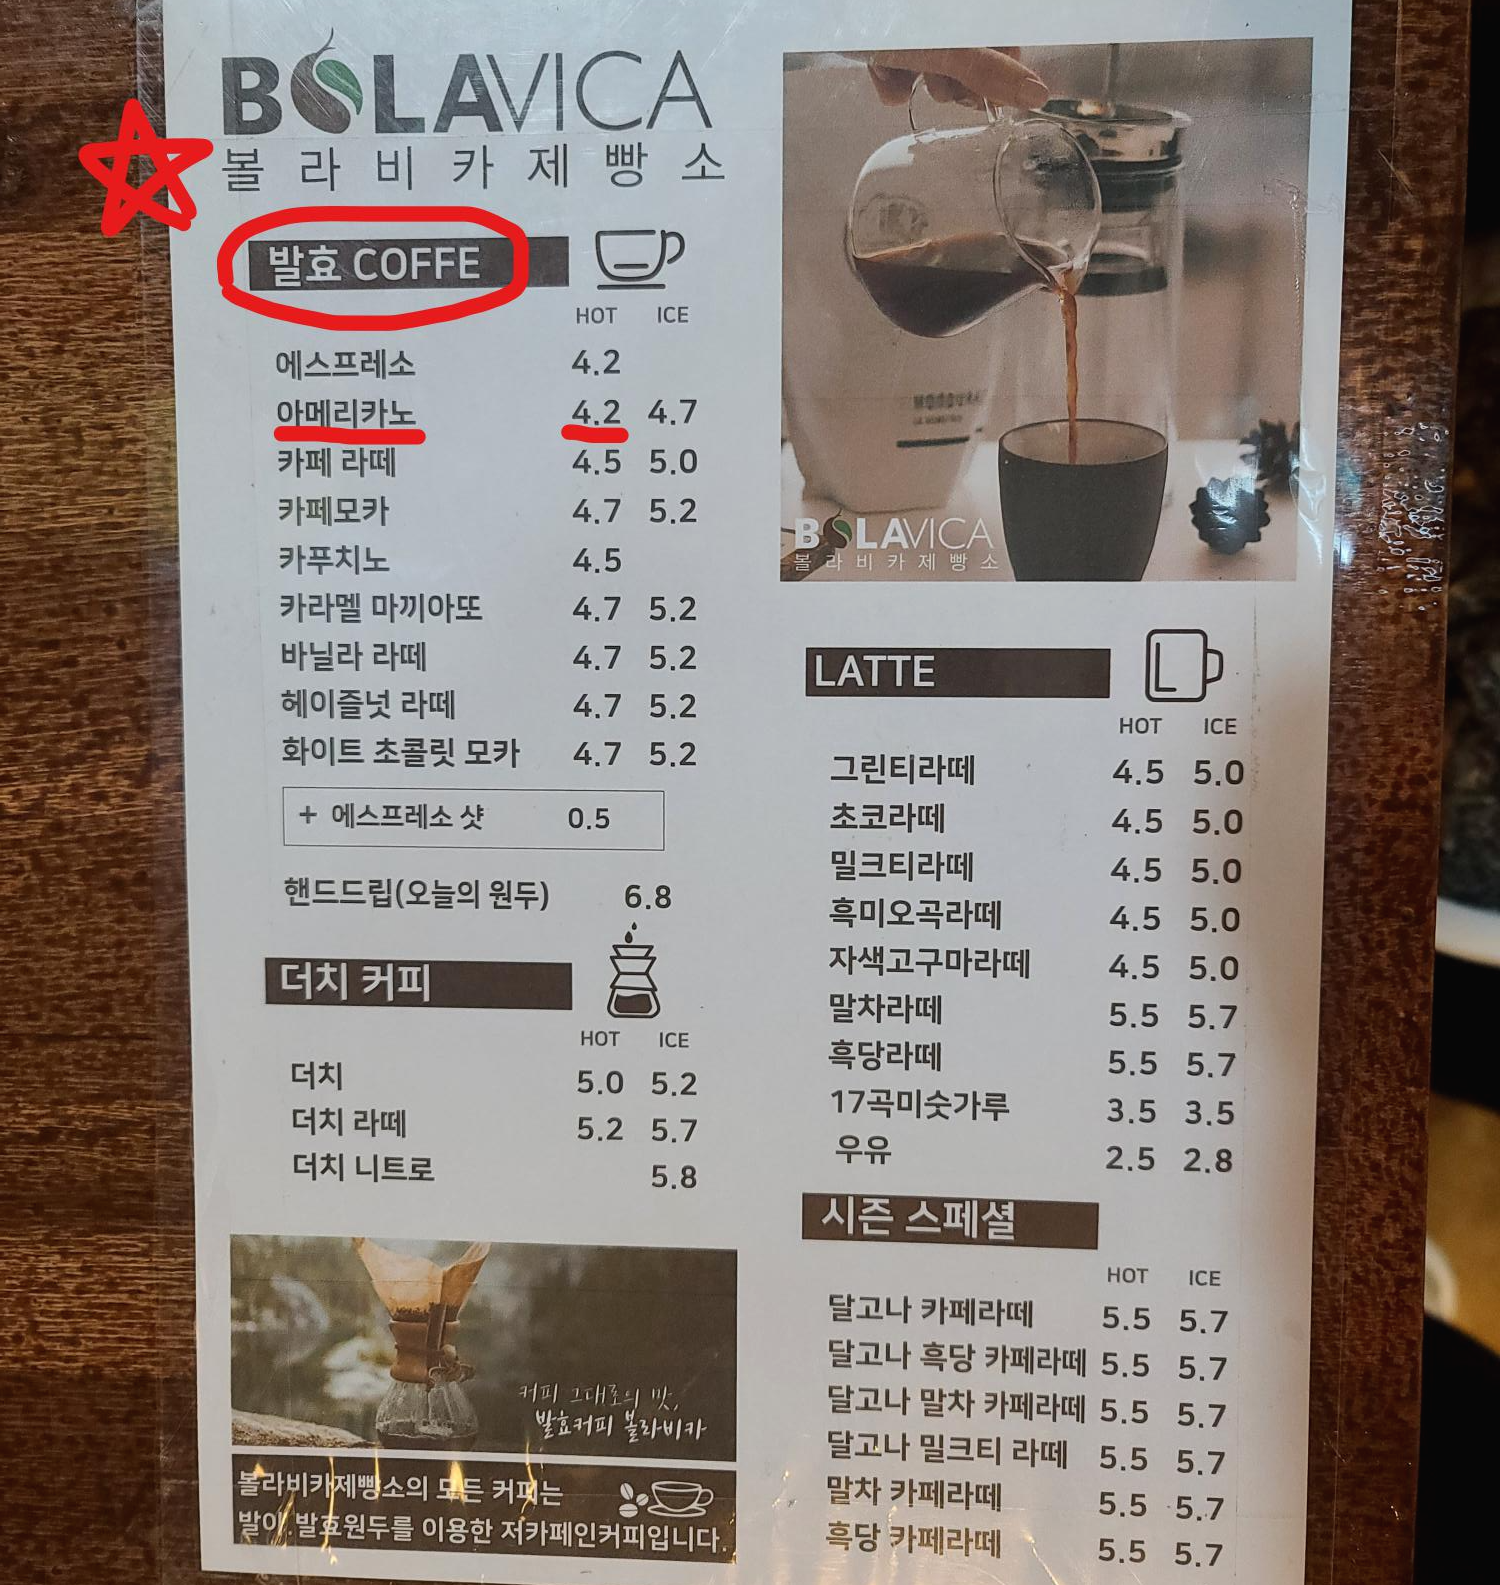 BOLAVICA
볼라비카제빵소
발효 COFFE
HOT ICE
에스프레소 4.2
아메리카노 4.2 4.7
카페 라떼 4.5 5.0
카페모카 4.7 5.2
카푸치노 4.5
카라멜 마끼아또 4.7 5.2
바닐라 라떼 4.7 5.2
헤이즐넛 라떼 4.7 5.2
화이트 초콜릿 모카 4.7 5.2
+ 에스프레소 샷 0.5
핸드드립(오늘의 원두) 6.8
더치 커피
HOT ICE
더치 5.0 5.2
더치 라떼 5.2 5.7
더치 니트로 5.8
커피 그대로의 맛,
발효커피 볼라비카
볼라비카제빵소의 모든 커피는
발아.발효원두를 이용한 저카페인커피입니다.
BOLAVICA
볼라비카제빵소
LATTE
HOT ICE
그린티라떼 4.5 5.0
초코라떼 4.5 5.0
밀크티라떼 4.5 5.0
흑미오곡라떼 4.5 5.0
자색고구마라떼 4.5 5.0
말차라떼 5.5 5.7
흑당라떼 5.5 5.7
17곡미숫가루 3.5 3.5
우유 2.5 2.8
시즌 스페셜
HOT ICE
달고나 카페라떼 5.5 5.7
달고나 흑당 카페라떼 5.5 5.7
달고나 말차 카페라떼 5.5 5.7
달고나 밀크티 라떼 5.5 5.7
말차 카페라떼 5.5 5.7
흑당 카페라떼 5.5 5.7